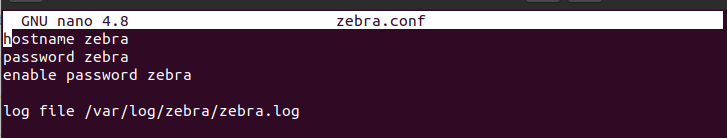 GNU nano 4.8 zebra.conf
hostname zebra
password zebra
enable password zebra
log file /var/log/zebra/zebra.log